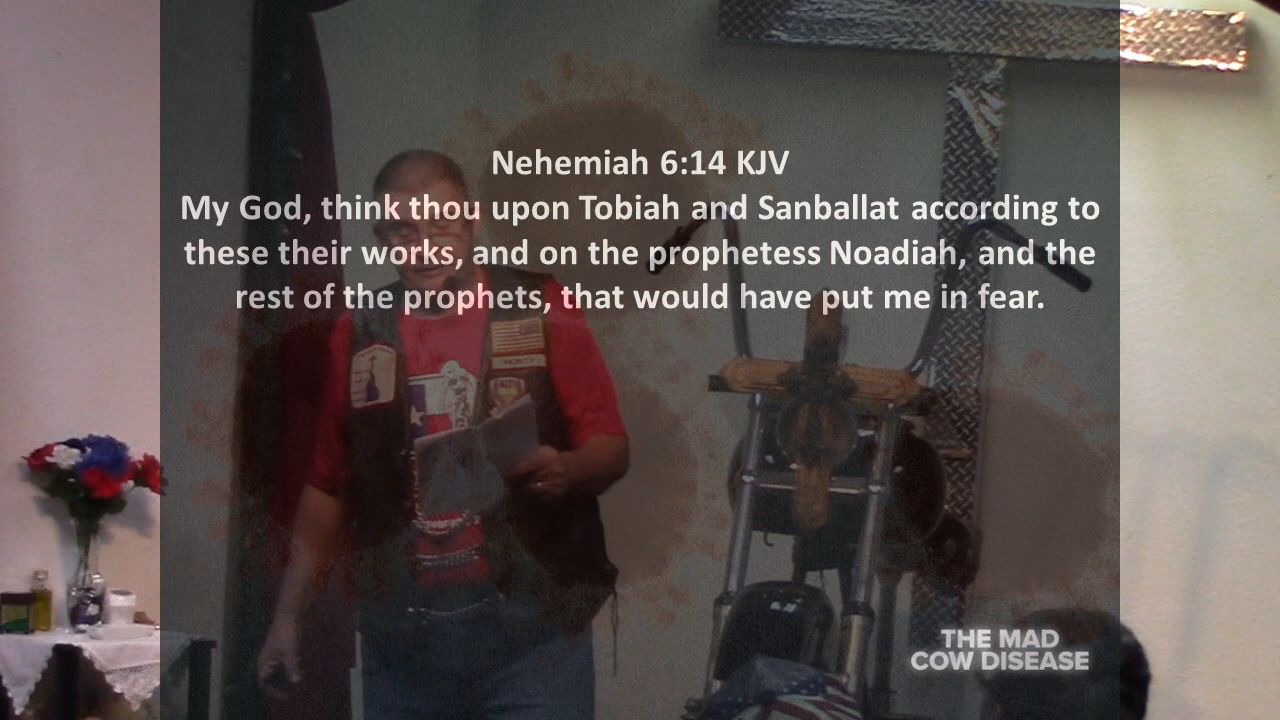 Nehemiah 6:14 KJV
My God, think thou upon Tobiah and Sanballat according to
these their works, and on the prophetess Noadiah, and the
rest of the prophets, that would have put me in fear.
THE MAD
COW DISEASE